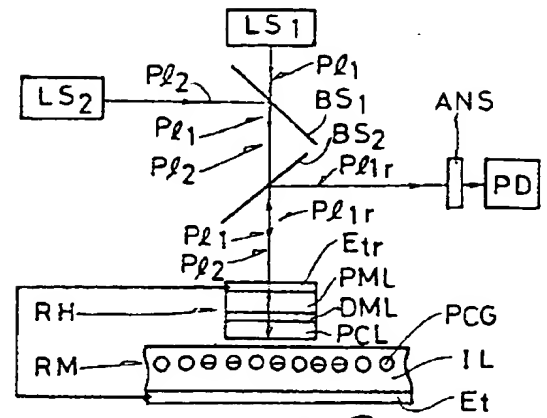 LS1
LS2
Pl2
Pl1
BS1
Pl1
BS2
ANS
Pl2
Pl1r
PD
Pl1r
Pl1
Pl2
Etr
PML
RH
DML
PCL
PCG
RM
IL
Et